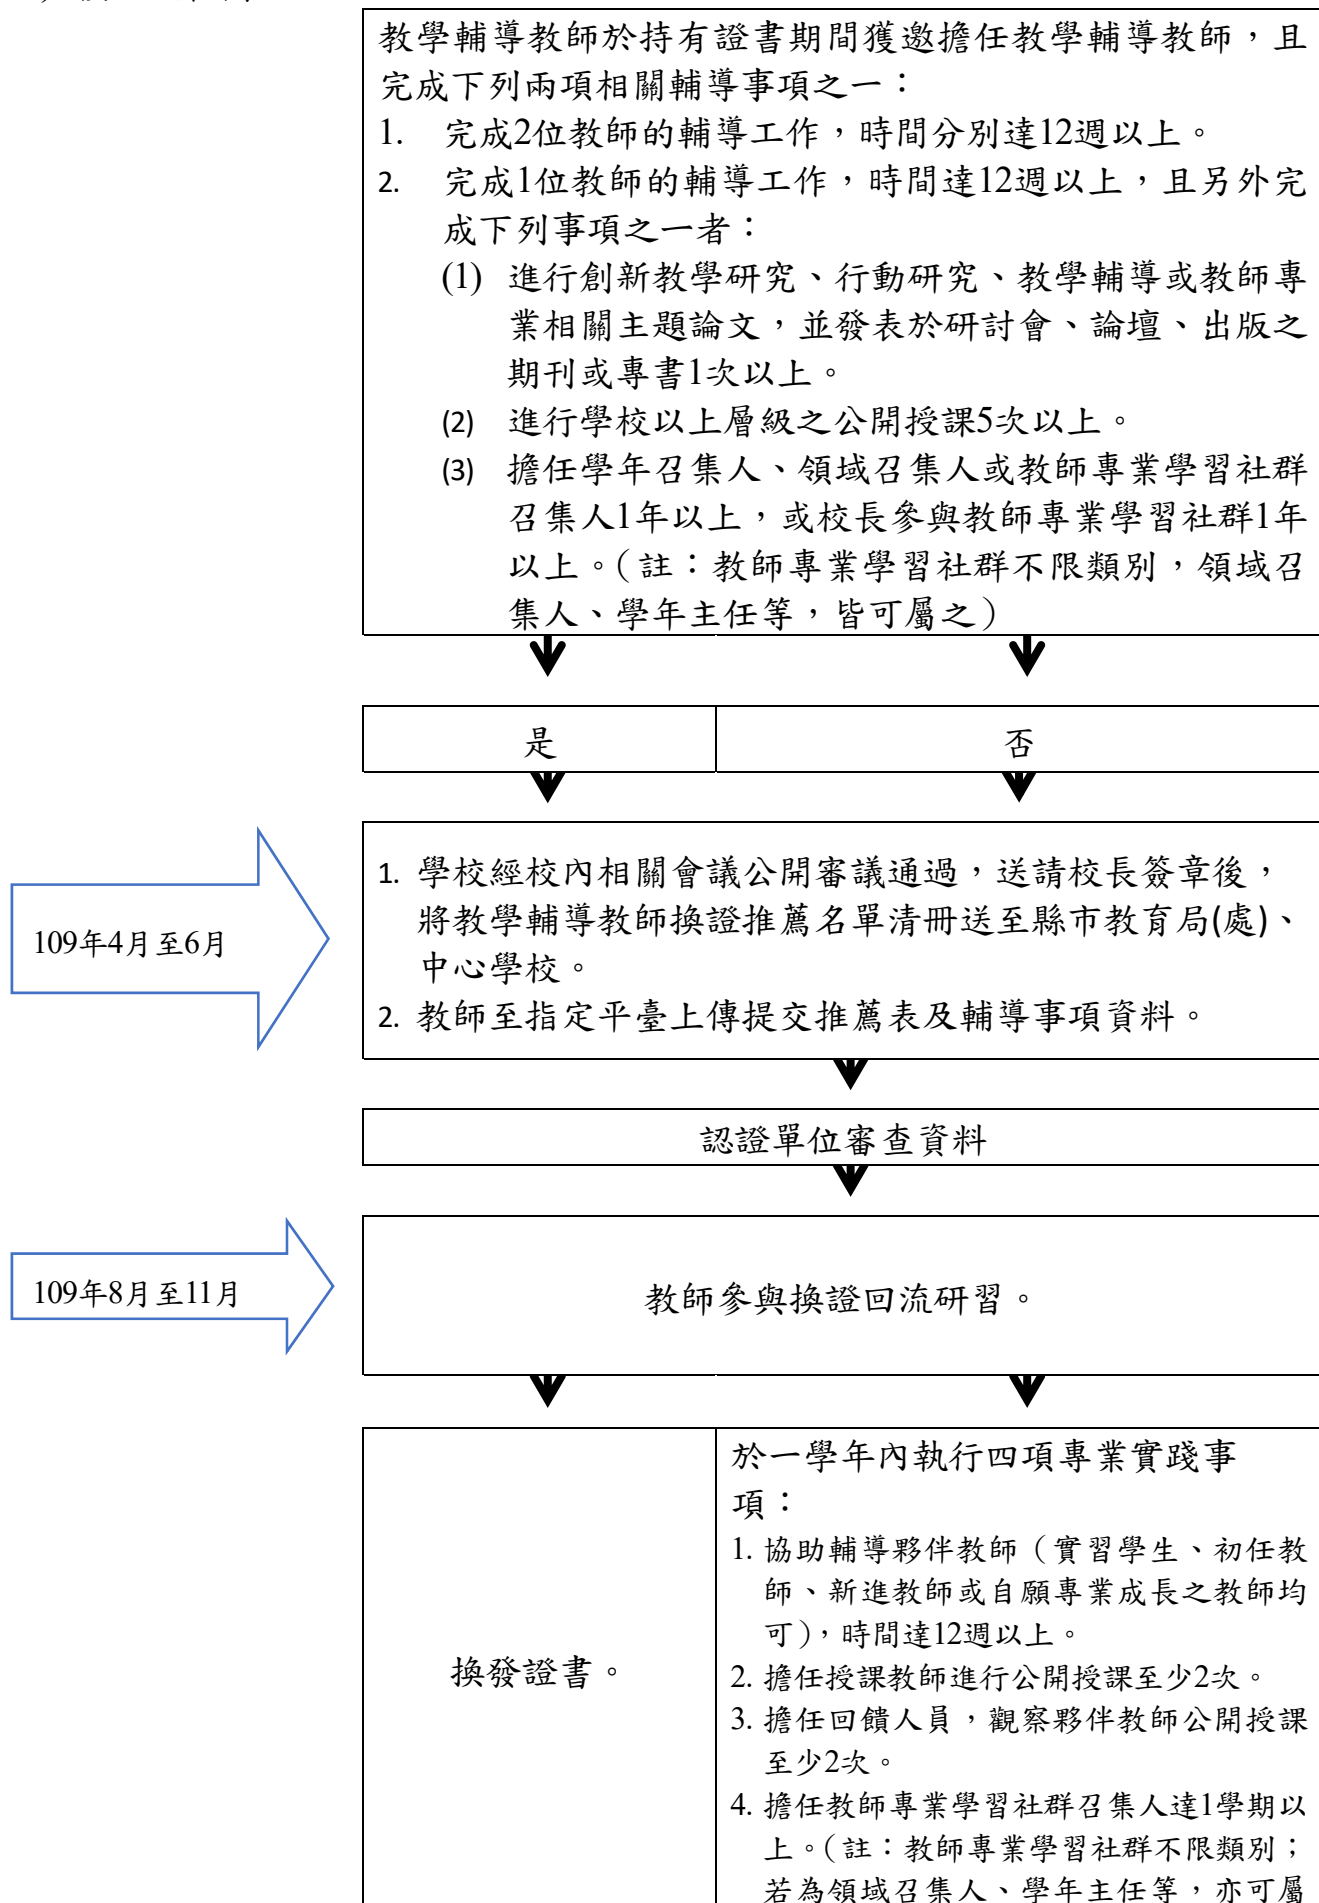 教學輔導教師於持有證書期間獲邀擔任教學輔導教師，且
完成下列兩項相關輔導事項之一：
1. 完成2位教師的輔導工作，時間分別達12週以上。
2. 完成1位教師的輔導工作，時間達12週以上，且另外完
成下列事項之一者：
(1) 進行創新教學研究、行動研究、教學輔導或教師專
業相關主題論文，並發表於研討會、論壇、出版之
期刊或專書1次以上。
(2) 進行學校以上層級之公開授課5次以上。
(3) 擔任學年召集人、領域召集人或教師專業學習社群
召集人1年以上，或校長參與教師專業學習社群1年
以上。（註：教師專業學習社群不限類別，領域召
集人、學年主任等，皆可屬之）
是
否
109年4月至6月
1. 學校經校內相關會議公開審議通過，送請校長簽章後，
將教學輔導教師換證推薦名單清冊送至縣市教育局(處)、
中心學校。
2. 教師至指定平臺上傳提交推薦表及輔導事項資料。
認證單位審查資料
109年8月至11月
教師參與換證回流研習。
換發證書。
於一學年內執行四項專業實踐事
項：
1. 協助輔導夥伴教師（實習學生、初任教
師、新進教師或自願專業成長之教師均
可），時間達12週以上。
2. 擔任授課教師進行公開授課至少2次。
3. 擔任回饋人員，觀察夥伴教師公開授課
至少2次。
4. 擔任教師專業學習社群召集人達1學期以
上。（註：教師專業學習社群不限類別；
若為領域召集人、學年主任等，亦可屬